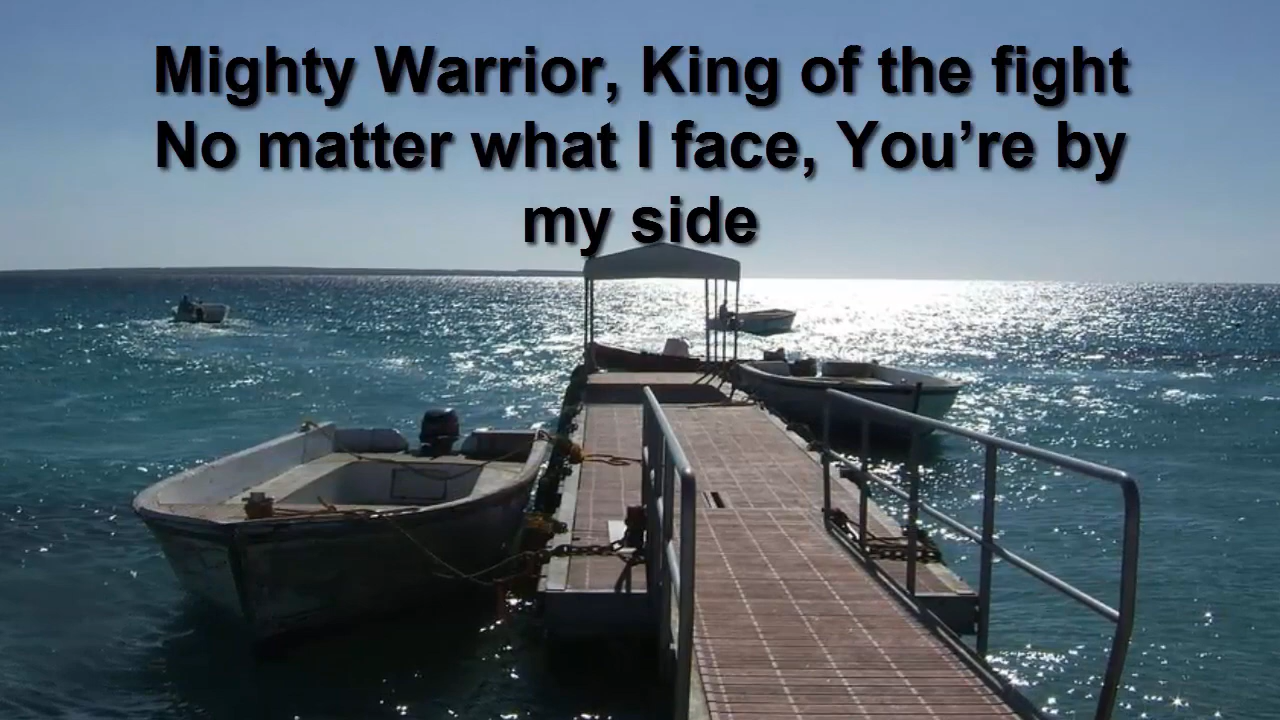 Mighty Warrior, King of the fight
No matter what I face, You’re by
my side